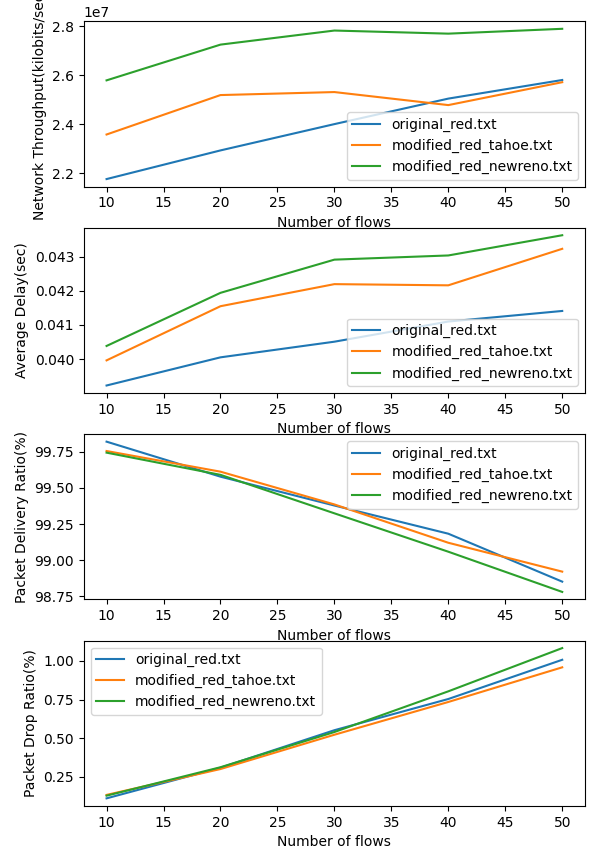 1e7
Network Throughput(kilobits/sec
2.8
2.6
2.4
2.2
original_red.txt
modified_red_tahoe.txt
modified_red_newreno.txt
10 15 20 25 30 35 40 45 50
Number of flows
Average Delay(sec)
0.043
0.042
0.041
0.040
original_red.txt
modified_red_tahoe.txt
modified_red_newreno.txt
10 15 20 25 30 35 40 45 50
Number of flows
Packet Delivery Ratio(%)
99.75
99.50
99.25
99.00
98.75
original_red.txt
modified_red_tahoe.txt
modified_red_newreno.txt
10 15 20 25 30 35 40 45 50
Number of flows
Packet Drop Ratio(%)
1.00
0.75
0.50
0.25
original_red.txt
modified_red_tahoe.txt
modified_red_newreno.txt
10 15 20 25 30 35 40 45 50
Number of flows